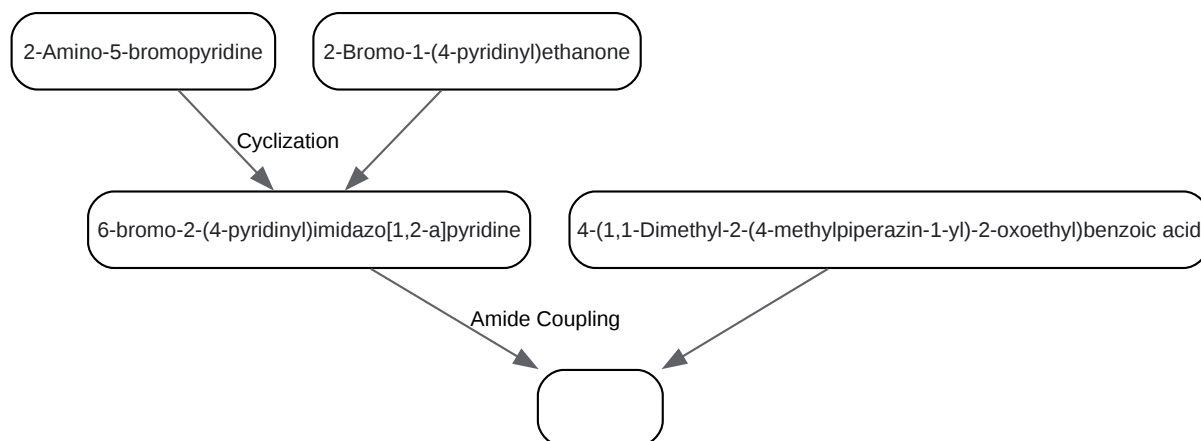 2-Amino-5-bromopyridine
2-Bromo-1-(4-pyridinyl)ethanone
Cyclization
6-bromo-2-(4-pyridinyl)imidazo[1,2-a]pyridine
4-(1,1-Dimethyl-2-(4-methylpiperazin-1-yl)-2-oxoethyl)benzoic acid
Amide Coupling